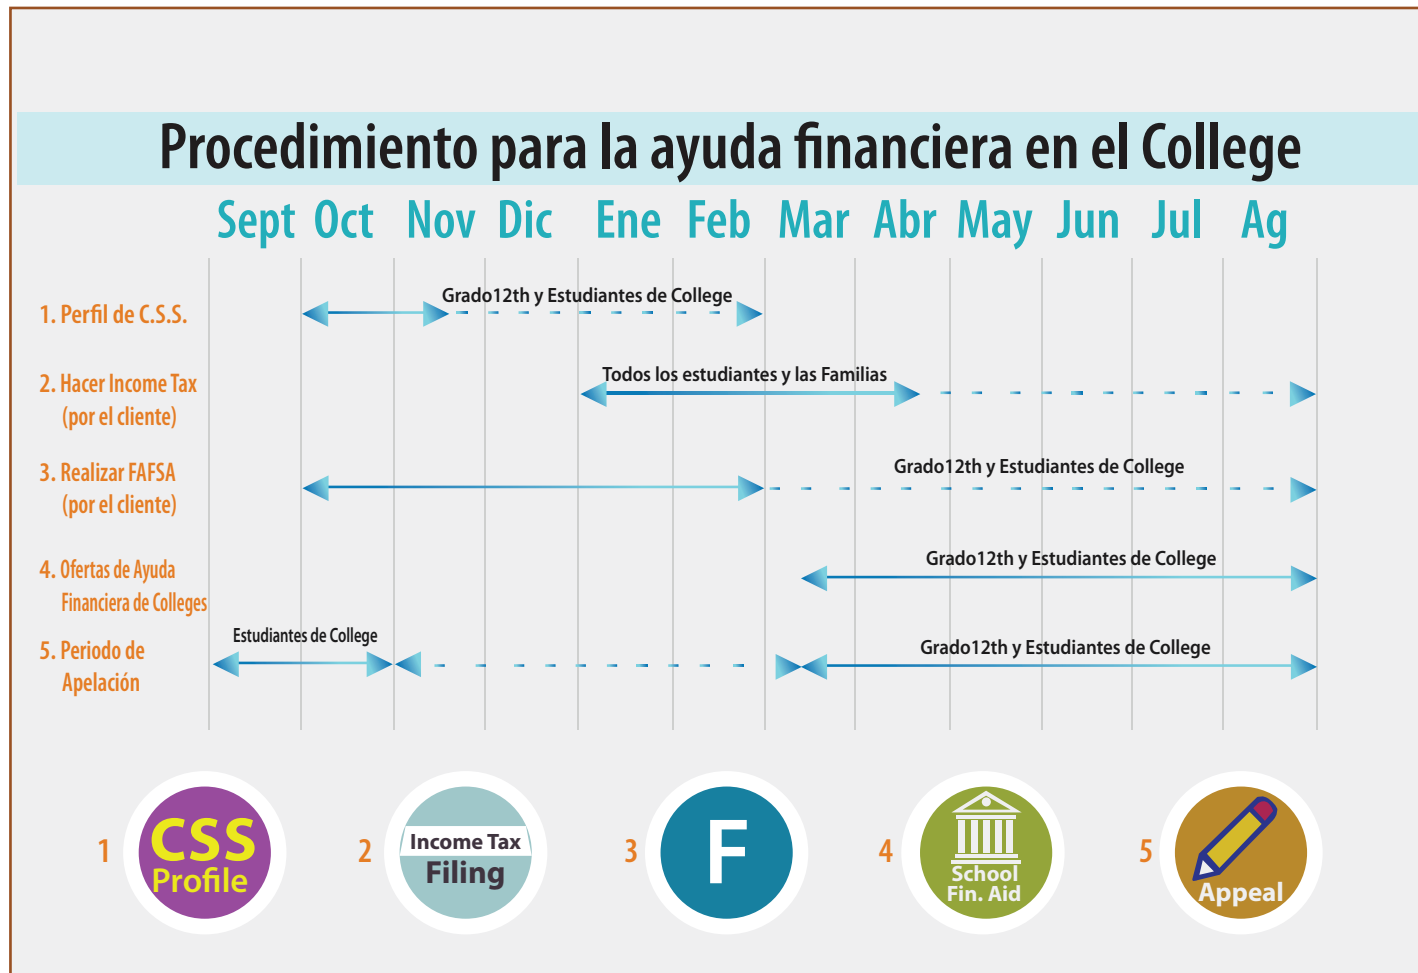 Procedimiento para la ayuda financiera en el College
Sept Oct Nov Dic Ene Feb Mar Abr May Jun Jul Ag
1. Perfil de C.S.S.
Grado12th y Estudiantes de College
2. Hacer Income Tax
(por el cliente)
Todos los estudiantes y las Familias
3. Realizar FAFSA
(por el cliente)
Grado12th y Estudiantes de College
4. Ofertas de Ayuda
Financiera de Colleges
Grado12th y Estudiantes de College
5. Periodo de
Apelación
Estudiantes de College
Grado12th y Estudiantes de College
1
CSS
Profile
2
Income Tax
Filing
3
F
4
School
Fin. Aid
5
Appeal